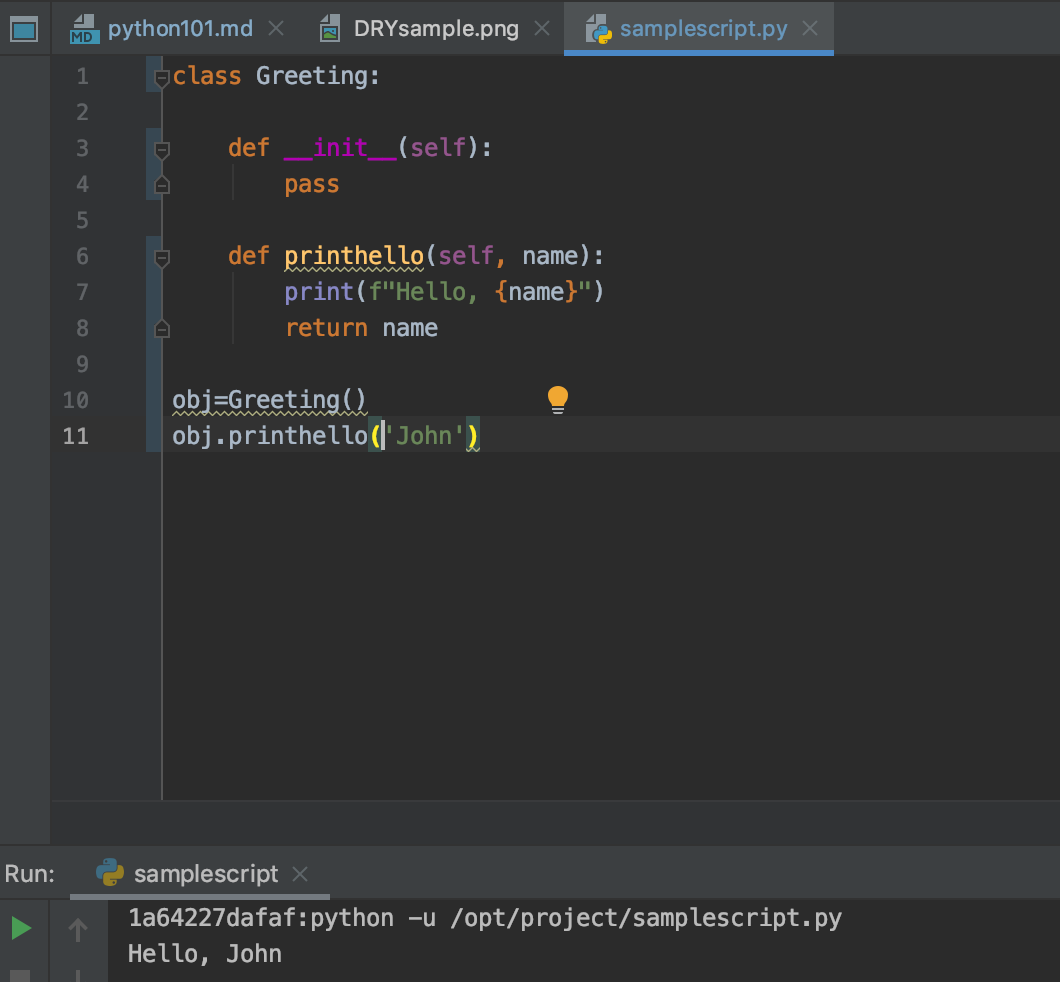 MD python101.md
DRYsample.png
samplescript.py
1 class Greeting:
2
3     def __init__(self):
4         pass
5
6     def printhello(self, name):
7         print(f"Hello, {name}")
8         return name
9
10 obj=Greeting()
11 obj.printhello('John')
Run: samplescript
1a64227dafaf:python -u /opt/project/samplescript.py
Hello, John